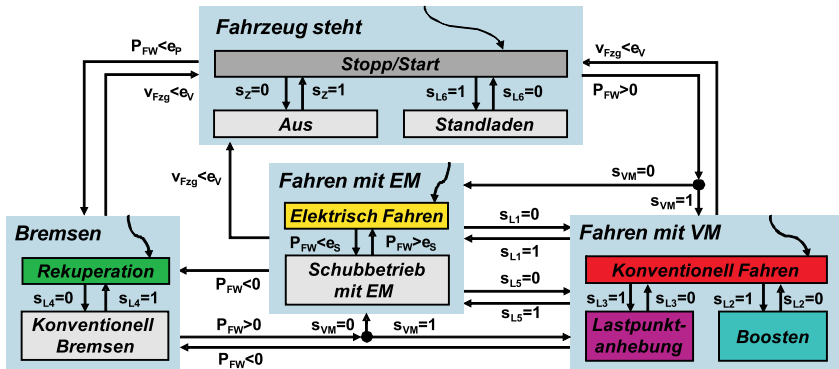 Fahrzeug steht
P_FW<e_P
v_Fzg<e_V
Stopp/Start
v_Fzg<e_V
P_FW>0
s_Z=0
s_Z=1
s_L6=1
s_L6=0
Aus
Standladen
v_Fzg<e_V
Fahren mit EM
s_VM=0
s_VM=1
Elektrisch Fahren
s_L1=0
s_L1=1
P_FW<e_S
P_FW>e_S
Schubbetrieb
mit EM
s_L5=0
s_L5=1
Bremsen
Rekuperation
P_FW<0
s_L4=0
s_L4=1
Konventionell
Bremsen
P_FW>0
s_VM=0
s_VM=1
P_FW<0
Fahren mit VM
Konventionell Fahren
s_L3=1
s_L3=0
s_L2=1
s_L2=0
Lastpunkt-
anhebung
Boosten